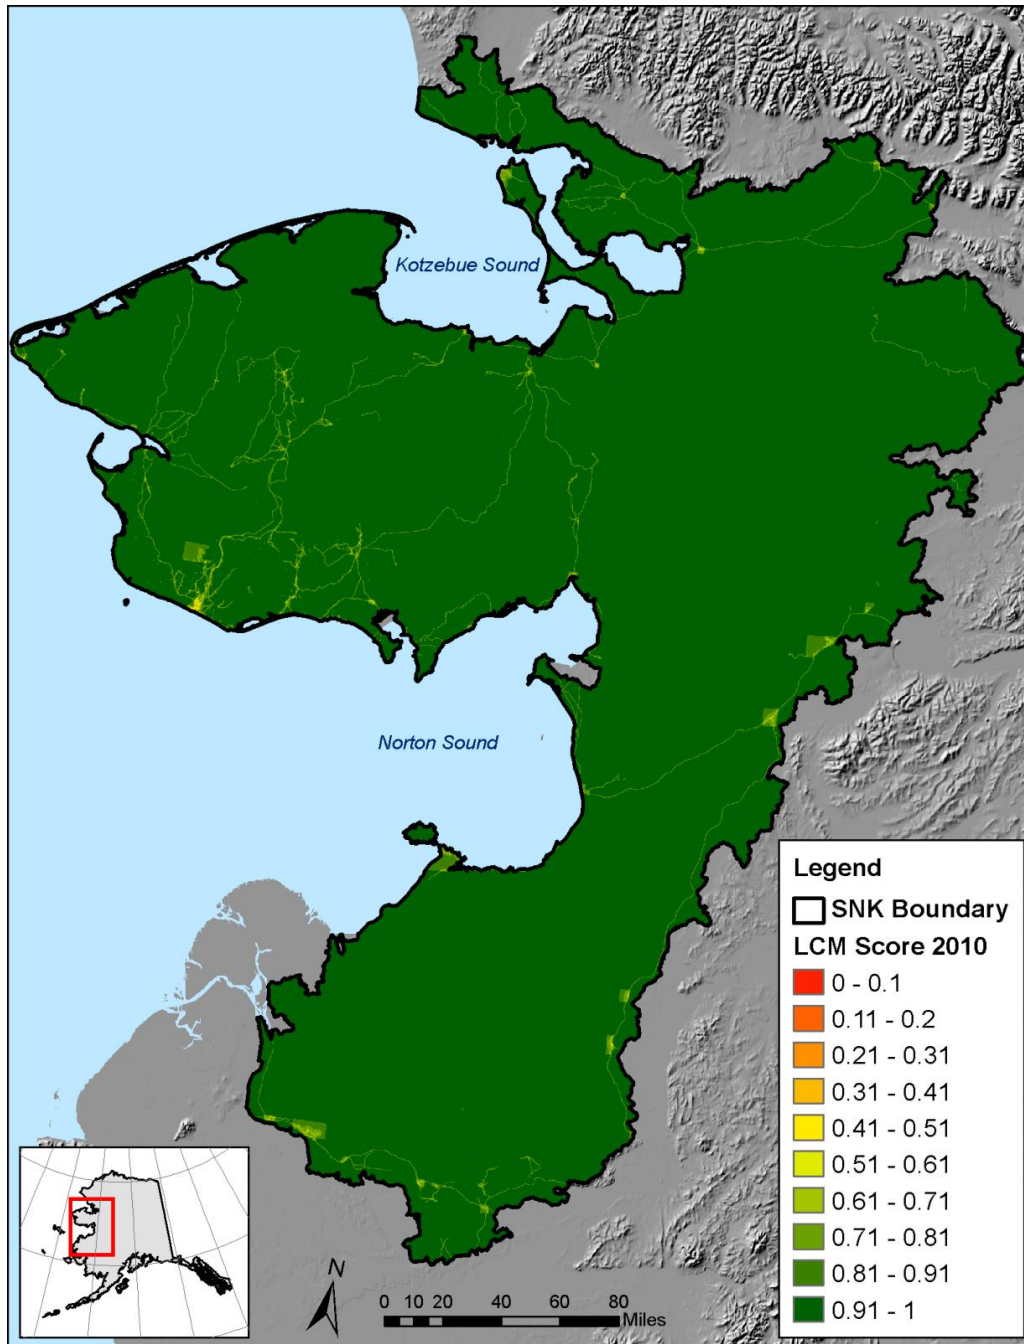 Kotzebue Sound
Norton Sound
Legend
SNK Boundary
LCM Score 2010
0 - 0.1
0.11 - 0.2
0.21 - 0.31
0.31 - 0.41
0.41 - 0.51
0.51 - 0.61
0.61 - 0.71
0.71 - 0.81
0.81 - 0.91
0.91 - 1
N
0 10 20 40 60 80
Miles